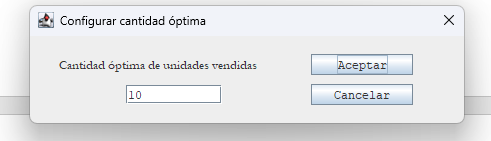 Configurar cantidad óptima
Cantidad óptima de unidades vendidas
Aceptar
10
Cancelar